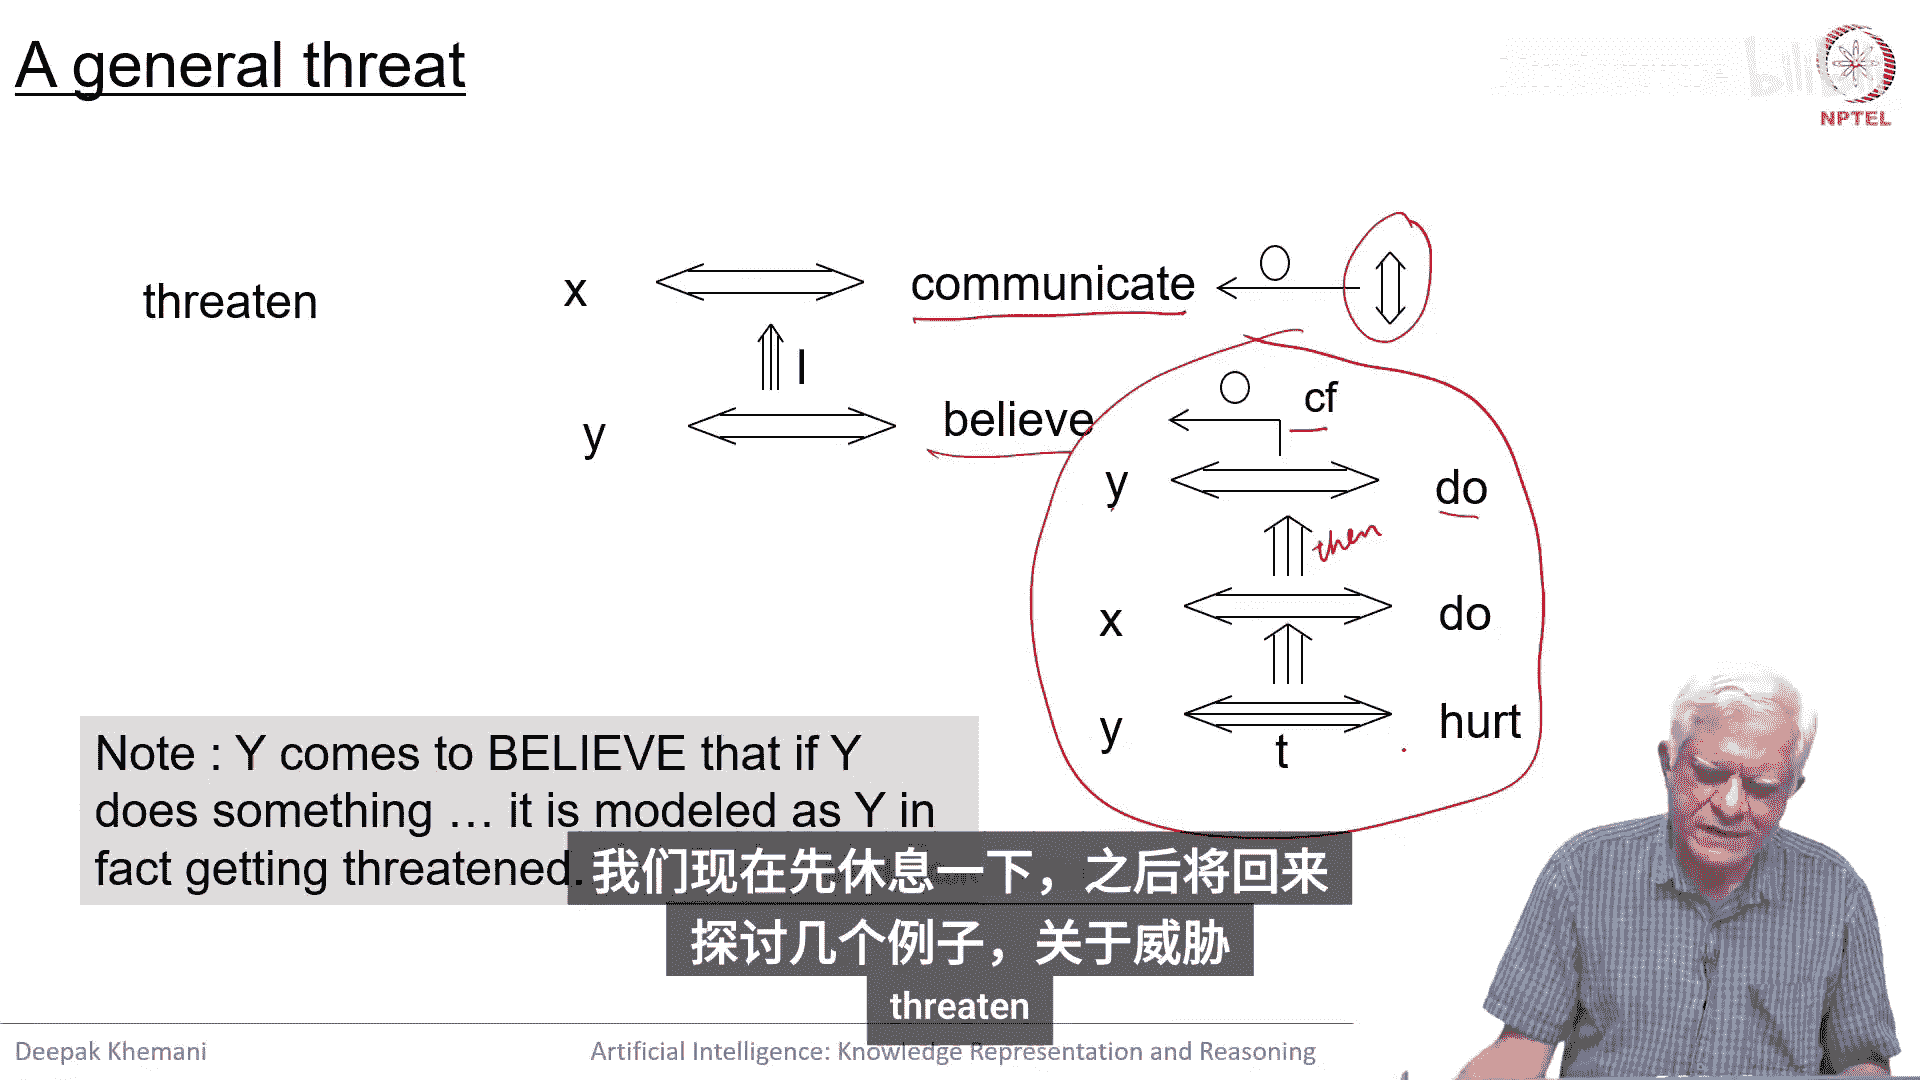 A general threat
bili
NPTEL
threaten
x communicate O
I
y believe O cf
y do
then
x do
y t hurt
Note : Y comes to BELIEVE that if Y
does something … it is modeled as Y in
fact getting threatened.
我们现在先休息一下，之后将回来
探讨几个例子，关于威胁
threaten
Deepak Khemani
Artificial Intelligence: Knowledge Representation and Reasoning